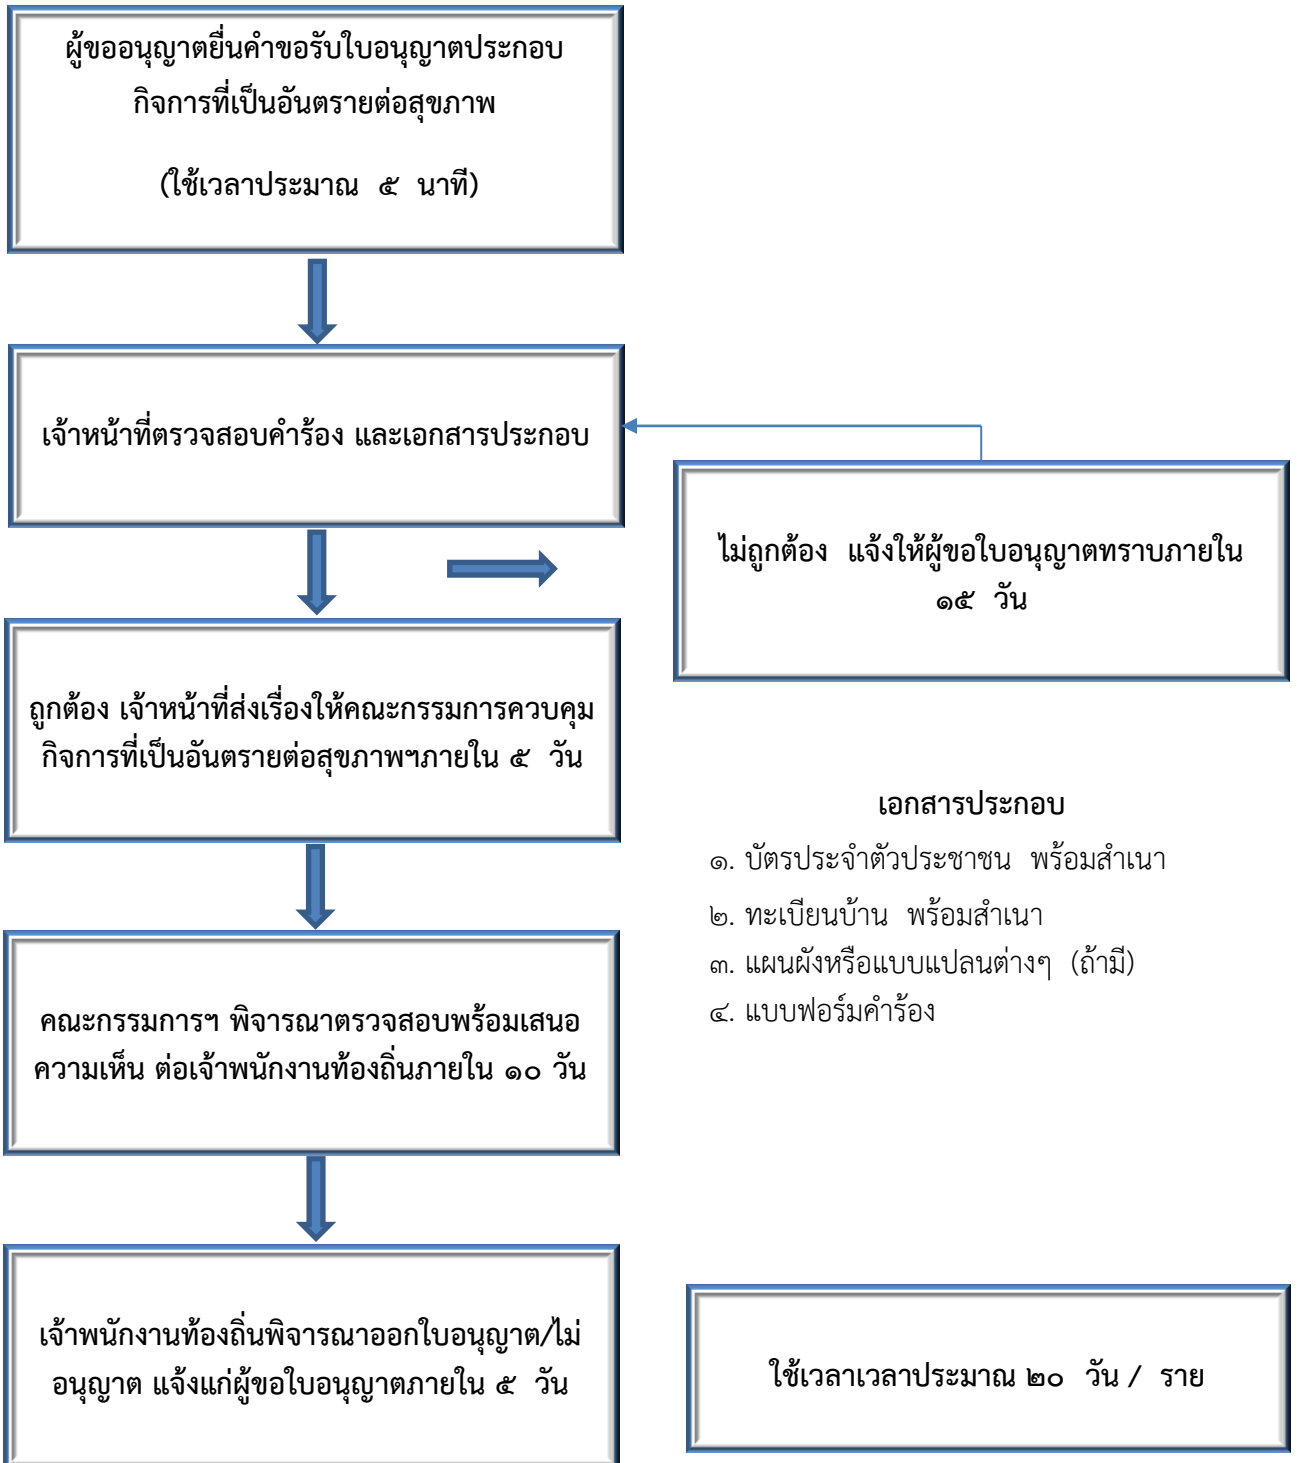 ผู้ขออนุญาตยื่นคำขอรับใบอนุญาตประกอบ
กิจการที่เป็นอันตรายต่อสุขภาพ
(ใช้เวลาประมาณ ๕ นาที)
เจ้าหน้าที่ตรวจสอบคำร้อง และเอกสารประกอบ
ไม่ถูกต้อง แจ้งให้ผู้ขอใบอนุญาตทราบภายใน
๑๕ วัน
ถูกต้อง เจ้าหน้าที่ส่งเรื่องให้คณะกรรมการควบคุม
กิจการที่เป็นอันตรายต่อสุขภาพฯภายใน ๕ วัน
เอกสารประกอบ
๑. บัตรประจำตัวประชาชน พร้อมสำเนา
๒. ทะเบียนบ้าน พร้อมสำเนา
๓. แผนผังหรือแบบแปลนต่างๆ (ถ้ามี)
๔. แบบฟอร์มคำร้อง
คณะกรรมการฯ พิจารณาตรวจสอบพร้อมเสนอ
ความเห็น ต่อเจ้าพนักงานท้องถิ่นภายใน ๑๐ วัน
เจ้าพนักงานท้องถิ่นพิจารณาออกใบอนุญาต/ไม่
อนุญาต แจ้งแก่ผู้ขอใบอนุญาตภายใน ๕ วัน
ใช้เวลาเวลาประมาณ ๒๐ วัน / ราย